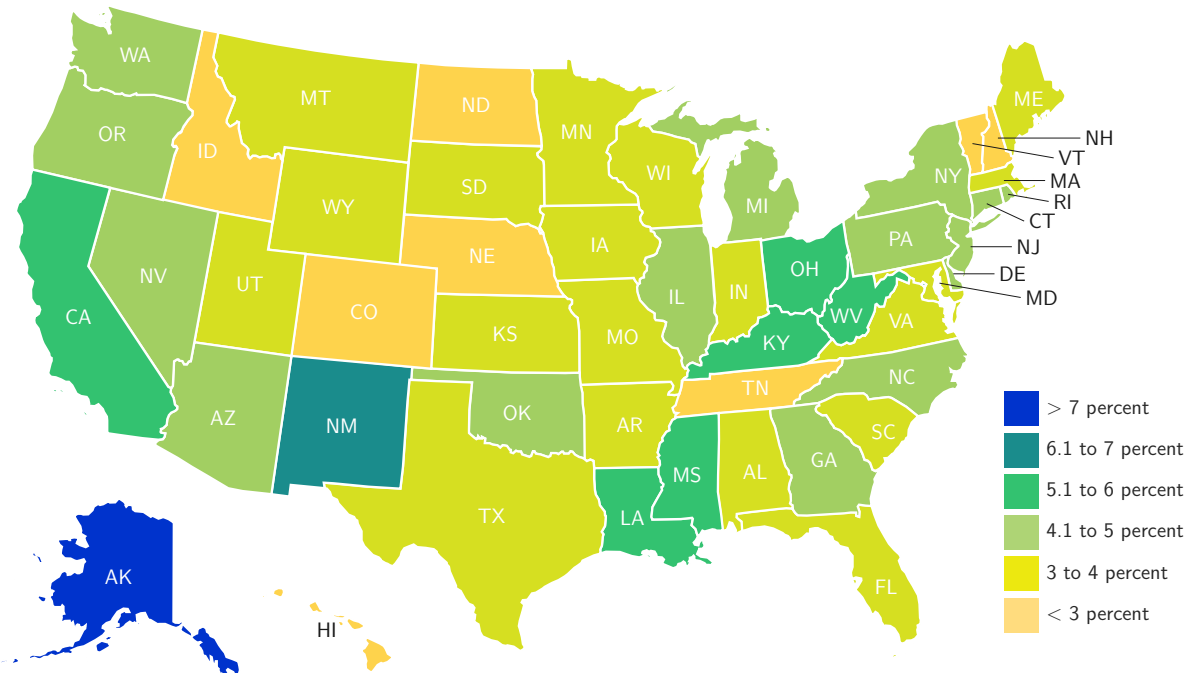 WA
MT
ND
ME
OR
ID
MN
NH
VT
SD
WI
NY
MA
WY
MI
RI
CT
IA
PA
NJ
NE
NV
UT
OH
DE
IL
IN
MD
CO
CA
WV
VA
KS
MO
KY
NC
TN
AZ
NM
OK
AR
SC
> 7 percent
GA
6.1 to 7 percent
MS
AL
5.1 to 6 percent
TX
LA
4.1 to 5 percent
AK
3 to 4 percent
FL
< 3 percent
HI